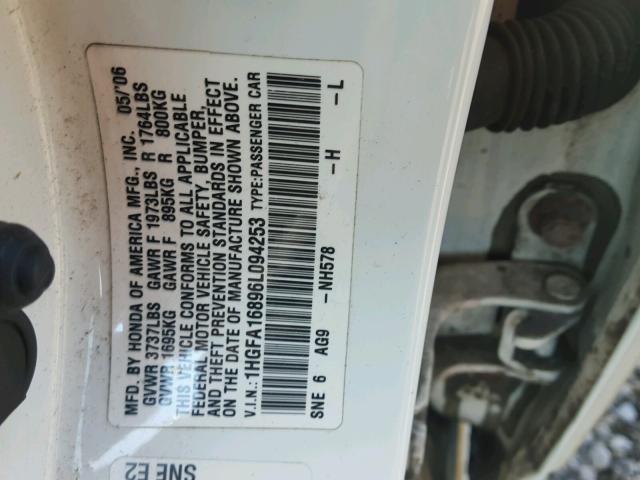 MFD. BY HONDA OF AMERICA MFG., INC. 05/'06
GVWR 3737LBS GAWR F 1973LBS R 1764LBS
GVWR 1695KG GAWR F 895KG R 800KG
THIS VEHICLE CONFORMS TO ALL APPLICABLE
FEDERAL MOTOR VEHICLE SAFETY, BUMPER,
AND THEFT PREVENTION STANDARDS IN EFFECT
ON THE DATE OF MANUFACTURE SHOWN ABOVE.
V.I.N.: 1HGFA16896L094253 TYPE:PASSENGER CAR
SNE 6 AG9 -NH578 -H -L
SNE E2